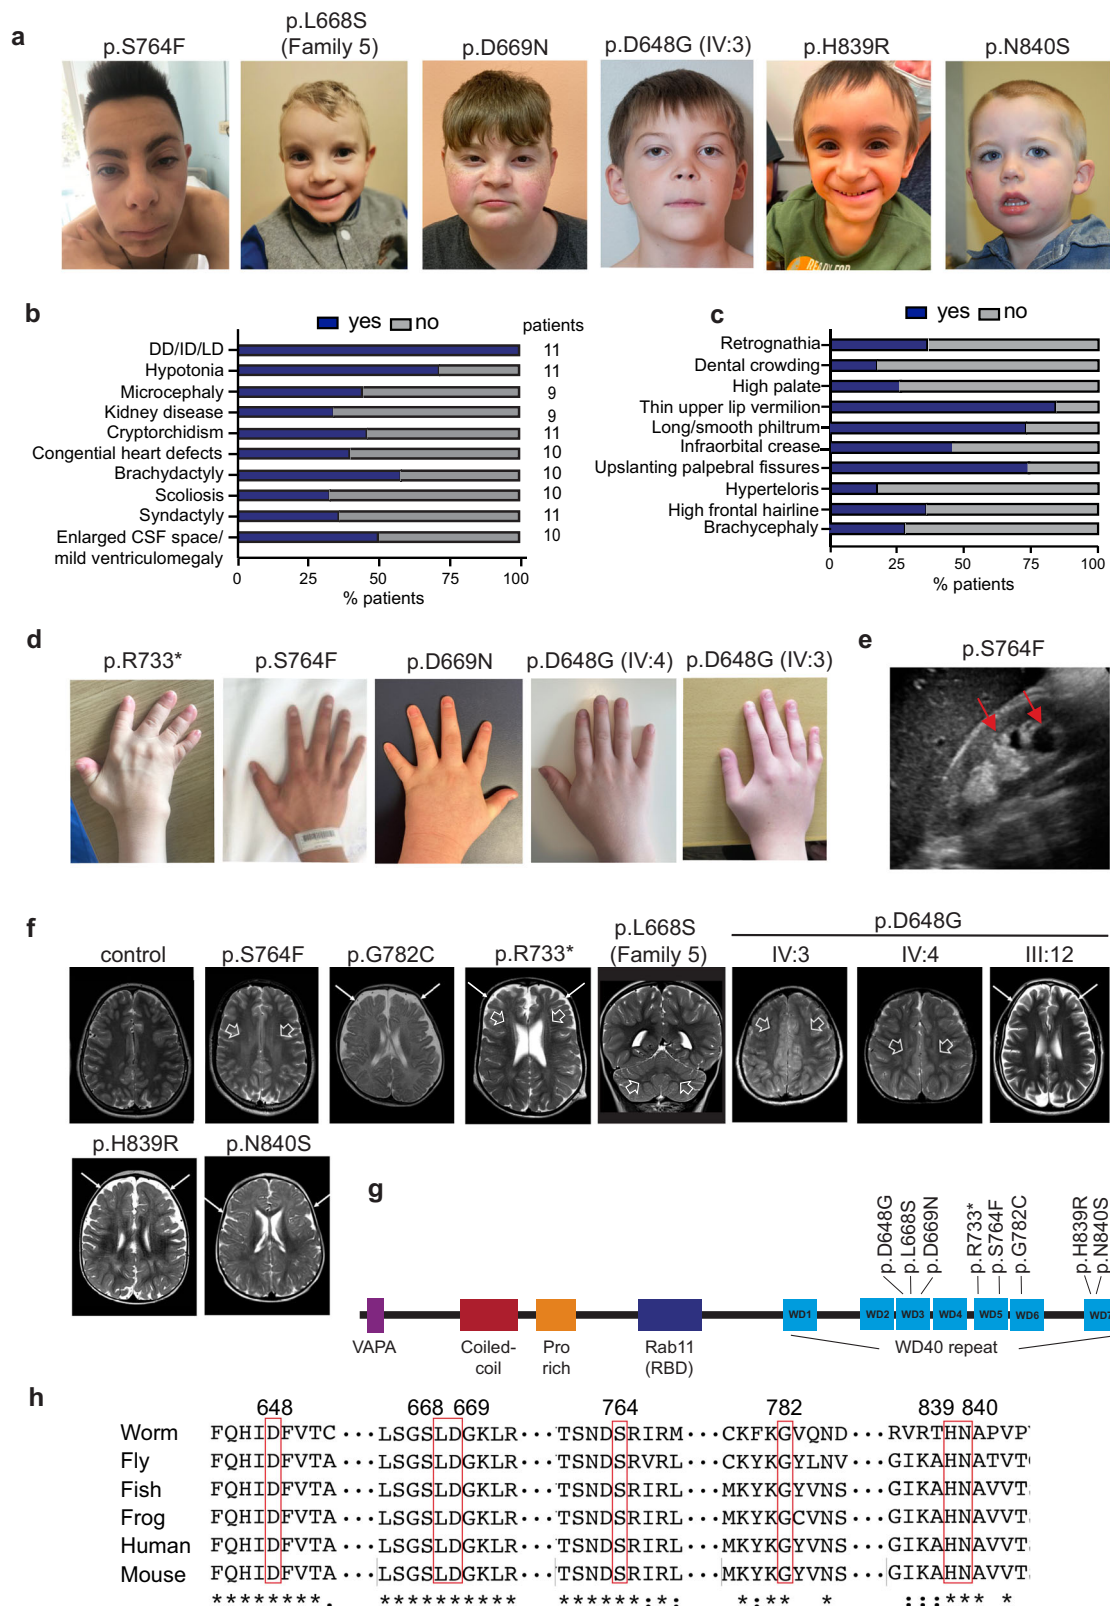 a
p.S764F
p.L668S
(Family 5)
p.D669N
p.D648G (IV:3)
p.H839R
p.N840S
READY FOR
b
yes no
patients
DD/ID/LD 11
Hypotonia 11
Microcephaly 9
Kidney disease 9
Cryptorchidism 11
Congential heart defects 10
Brachydactyly 10
Scoliosis 10
Syndactyly 11
Enlarged CSF space/ 10
mild ventriculomegaly
0 25 50 75 100
% patients
c
yes no
Retrognathia
Dental crowding
High palate
Thin upper lip vermilion
Long/smooth philtrum
Infraorbital crease
Upslanting palpebral fissures
Hyperteloris
High frontal hairline
Brachycephaly
0 25 50 75 100
% patients
d
p.R733*
p.S764F
p.D669N
p.D648G (IV:4)
p.D648G (IV:3)
e
p.S764F
f
control
p.S764F
p.G782C
p.R733*
p.L668S
(Family 5)
p.D648G
IV:3
IV:4
III:12
p.H839R
p.N840S
g
p.D648G
p.L668S
p.D669N
p.R733*
p.S764F
p.G782C
p.H839R
p.N840S
WD1 WD2 WD3 WD4 WD5 WD6 WD7
VAPA
Coiled-
coil
Pro
rich
Rab11
(RBD)
WD40 repeat
h
648 668 669 764 782 839 840
Worm FQHIDFVTC ···LSGSLDGKLR ···TSNDSRIRM ···CKFKGVQND ···RVRTHNAPVP
Fly FQHIDFVTA ···LSGSLDGKLR ···TSNDSRVRL ···CKYKGYLNV ···GIKAHNATVT
Fish FQHIDFVTA ···LSGSLDGKLR ···TSNDSRIRL ···MKYKGYVNS ···GIKAHNAVVT
Frog FQHIDFVTA ···LSGSLDGKLR ···TSNDSRIRL ···MKYKGCVNS ···GIKAHNAVVT
Human FQHIDFVTA ···LSGSLDGKLR ···TSNDSRIRL ···MKYKGYVNS ···GIKAHNAVVT
Mouse FQHIDFVTA ···LSGSLDGKLR ···TSNDSRIRL ···MKYKGYVNS ···GIKAHNAVVT
********. ********** ******:*: *:** * :::*** *